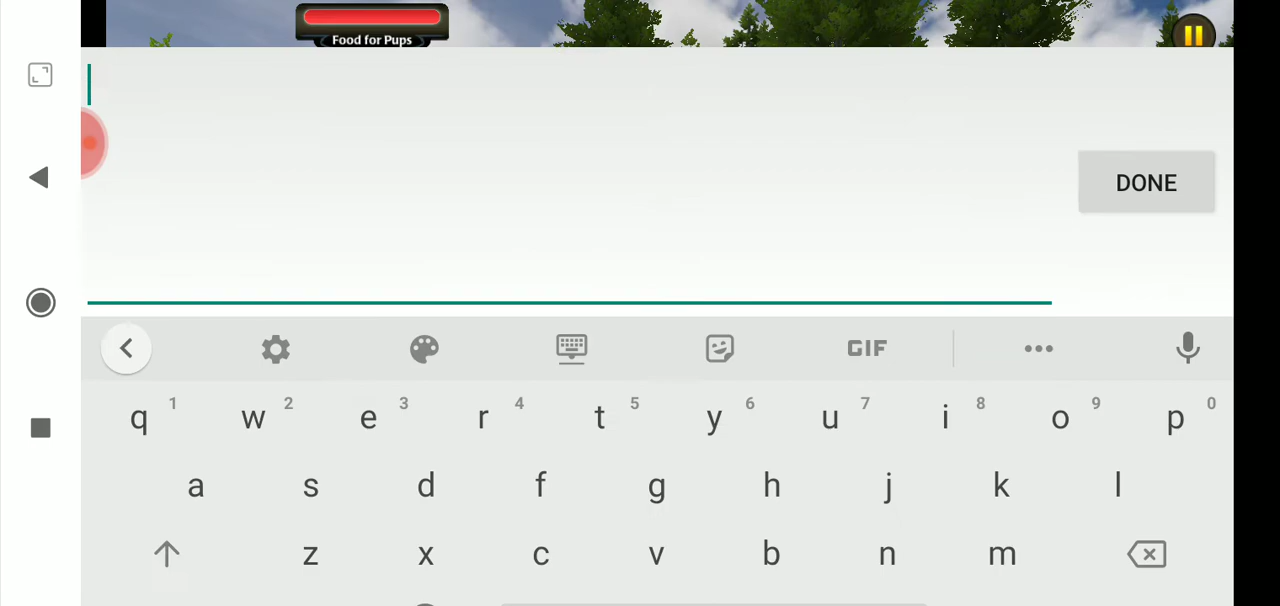 Food for Pups
DONE
GIF
q 1 w 2 e 3 r 4 t 5 y 6 u 7 i 8 o 9 p 0
a s d f g h j k l
z x c v b n m